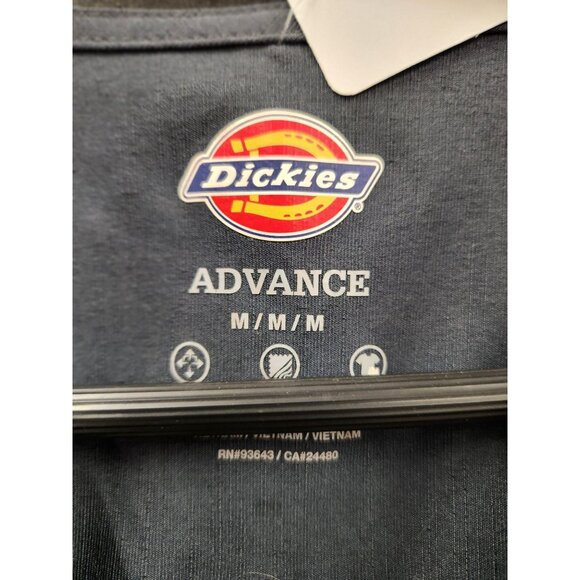 Dickies
®
ADVANCE
M / M / M
VIETNAM / VIETNAM
RN#93643 / CA#24480